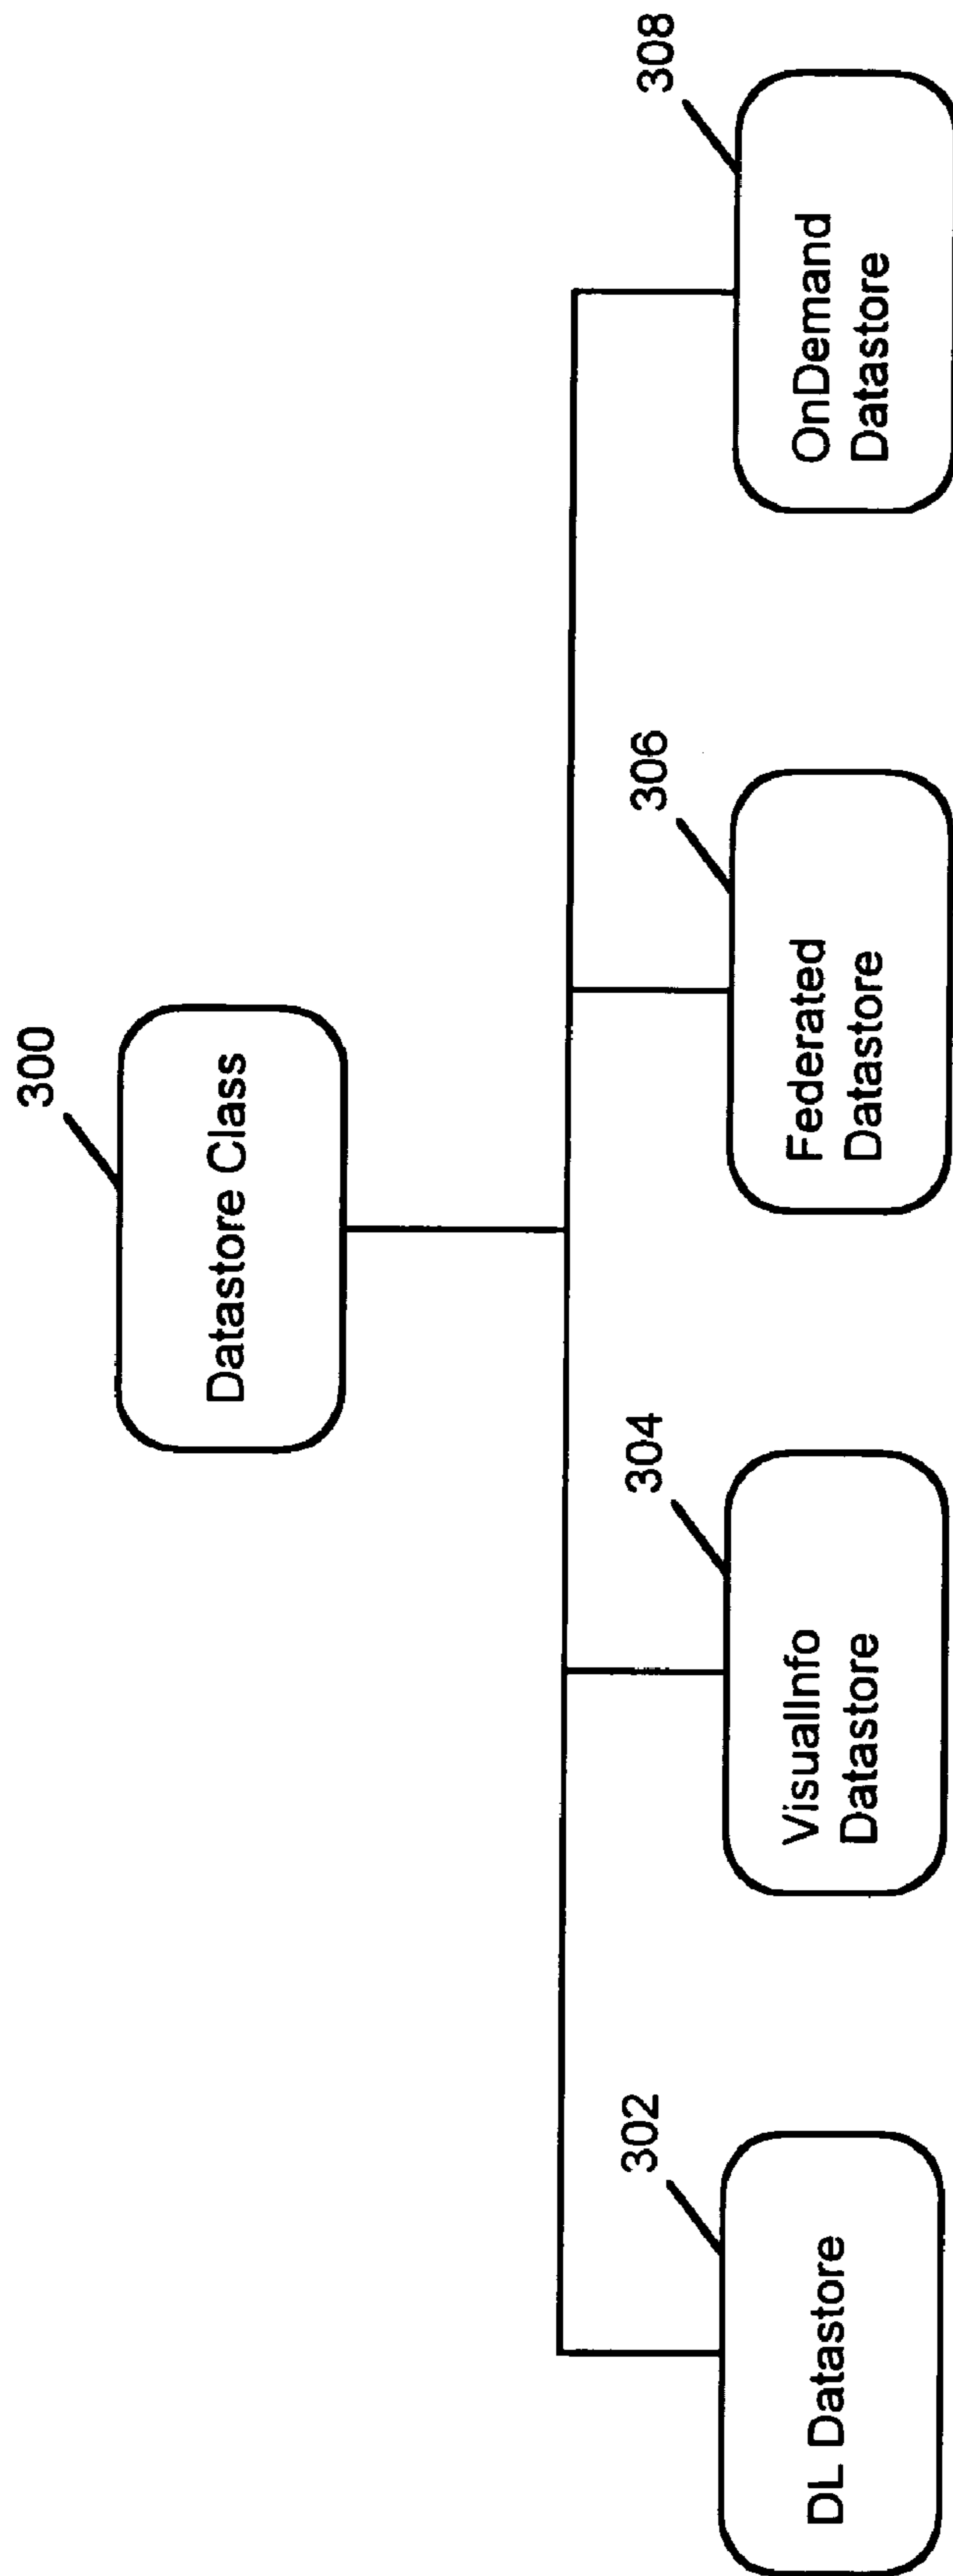 300
Datastore Class
302
DL Datastore
304
VisualInfo
Datastore
306
Federated
Datastore
308
OnDemand
Datastore